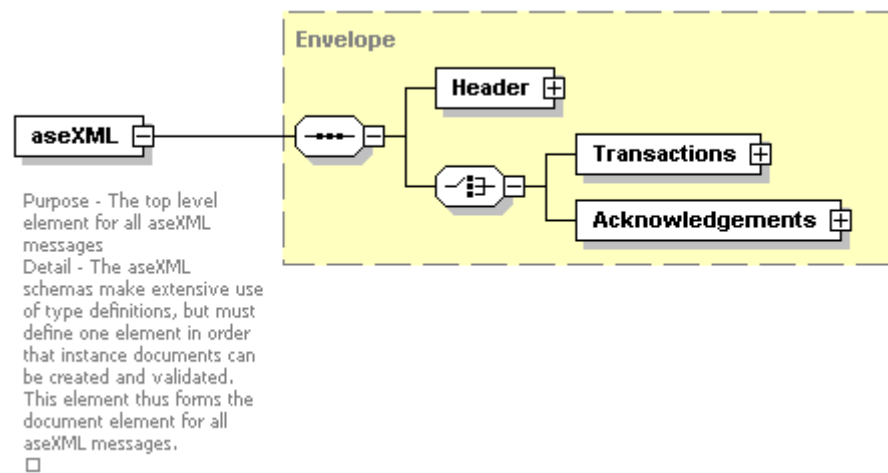 Envelope
Header
aseXML
Transactions
Acknowledgements
Purpose - The top level
element for all aseXML
messages
Detail - The aseXML
schemas make extensive use
of type definitions, but must
define one element in order
that instance documents can
be created and validated.
This element thus forms the
document element for all
aseXML messages.